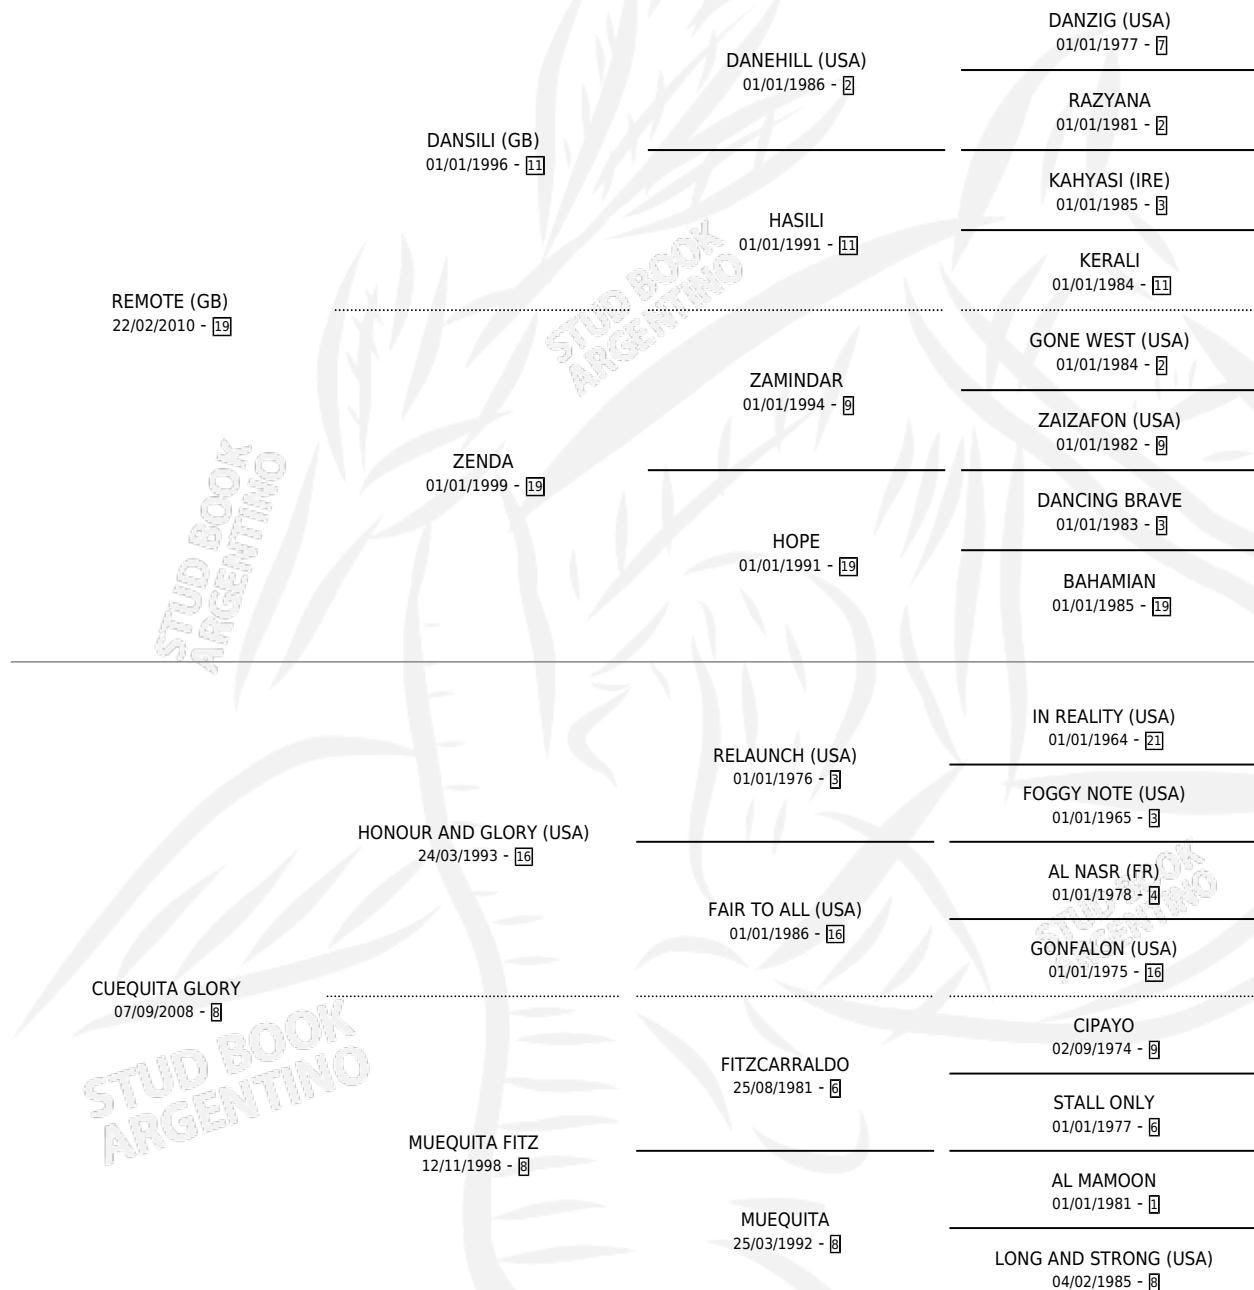 DANZIG (USA)
01/01/1977 - 7
DANEHILL (USA)
01/01/1986 - 2
RAZYANA
01/01/1981 - 2
DANSILI (GB)
01/01/1996 - 11
KAHYASI (IRE)
01/01/1985 - 3
HASILI
01/01/1991 - 11
KERALI
01/01/1984 - 11
REMOTE (GB)
22/02/2010 - 19
STUD BOOK
ARGENTINO
GONE WEST (USA)
01/01/1984 - 2
ZAMINDAR
01/01/1994 - 9
ZAIZAFON (USA)
01/01/1982 - 9
ZENDA
01/01/1999 - 19
DANCING BRAVE
01/01/1983 - 3
HOPE
01/01/1991 - 19
BAHAMIAN
01/01/1985 - 19
STUD BOOK
ARGENTINO
IN REALITY (USA)
01/01/1964 - 21
RELAUNCH (USA)
01/01/1976 - 3
FOGGY NOTE (USA)
01/01/1965 - 3
HONOUR AND GLORY (USA)
24/03/1993 - 16
AL NASR (FR)
01/01/1978 - 4
FAIR TO ALL (USA)
01/01/1986 - 16
STUD BOOK
ARGENTINO
GONFALON (USA)
01/01/1975 - 16
CUEQUITA GLORY
07/09/2008 - 8
STUD BOOK
ARGENTINO
CIPAYO
02/09/1974 - 9
FITZCARRALDO
25/08/1981 - 6
STALL ONLY
01/01/1977 - 6
MUEQUITA FITZ
12/11/1998 - 8
AL MAMOON
01/01/1981 - 1
MUEQUITA
25/03/1992 - 8
LONG AND STRONG (USA)
04/02/1985 - 8